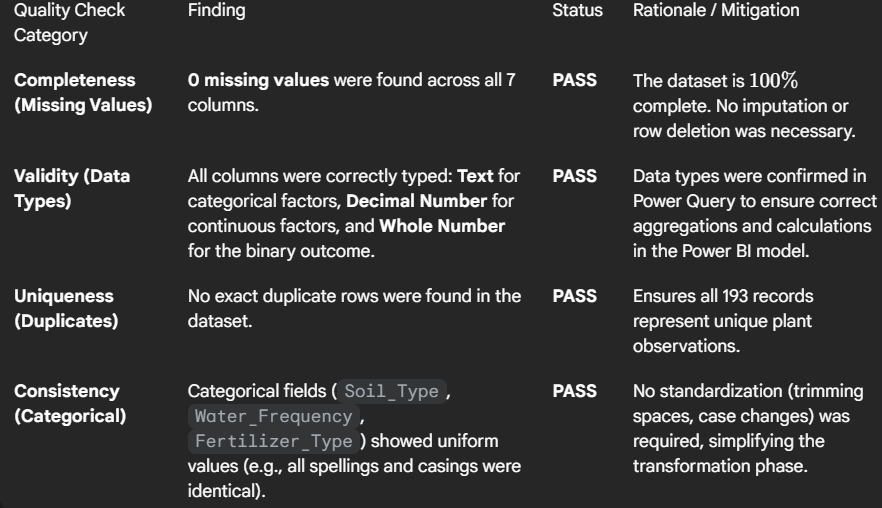 Quality Check Category
Finding
Status
Rationale / Mitigation
Completeness (Missing Values)
0 missing values were found across all 7
columns.
PASS
The dataset is 100%
complete. No imputation or
row deletion was necessary.
Validity (Data Types)
All columns were correctly typed: Text for
categorical factors, Decimal Number for
continuous factors, and Whole Number
for the binary outcome.
PASS
Data types were confirmed in
Power Query to ensure correct
aggregations and calculations
in the Power BI model.
Uniqueness (Duplicates)
No exact duplicate rows were found in the
dataset.
PASS
Ensures all 193 records
represent unique plant
observations.
Consistency (Categorical)
Categorical fields ( Soil_Type ,
Water_Frequency ,
Fertilizer_Type ) showed uniform
values (e.g., all spellings and casings were
identical).
PASS
No standardization (trimming
spaces, case changes) was
required, simplifying the
transformation phase.